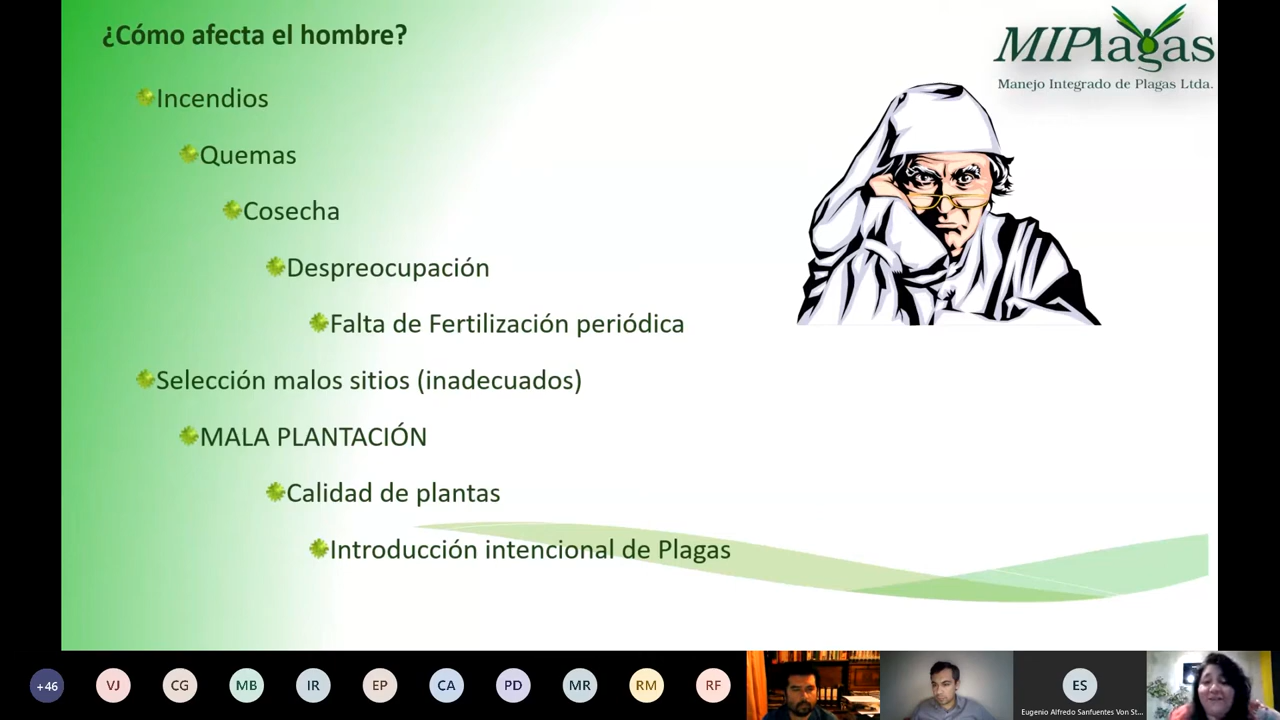 ¿Cómo afecta el hombre?
MIPlagas
Manejo Integrado de Plagas Ltda.
Incendios
Quemas
Cosecha
Despreocupación
Falta de Fertilización periódica
Selección malos sitios (inadecuados)
MALA PLANTACIÓN
Calidad de plantas
Introducción intencional de Plagas
+46 VJ CG MB IR EP CA PD MR RM RF ES
Eugenio Alfredo Sanfuentes Von St...